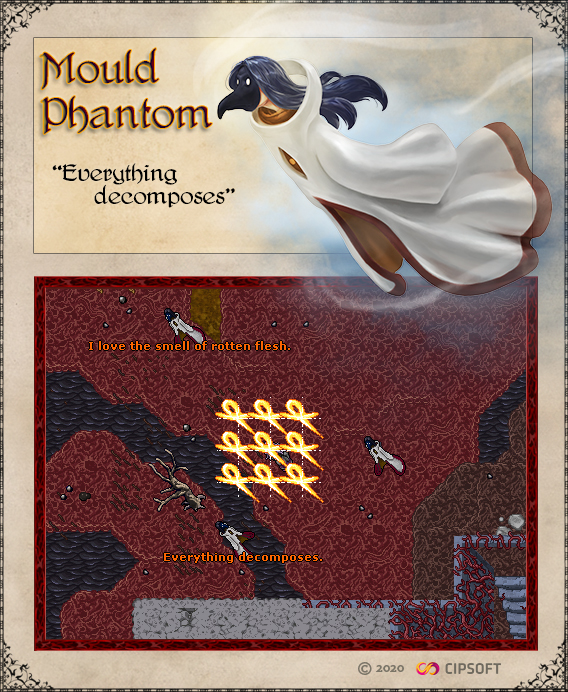 Mould
Phantom
“Everything
decomposes”
I love the smell of rotten flesh.
Everything decomposes.
© 2020 CIPSOFT